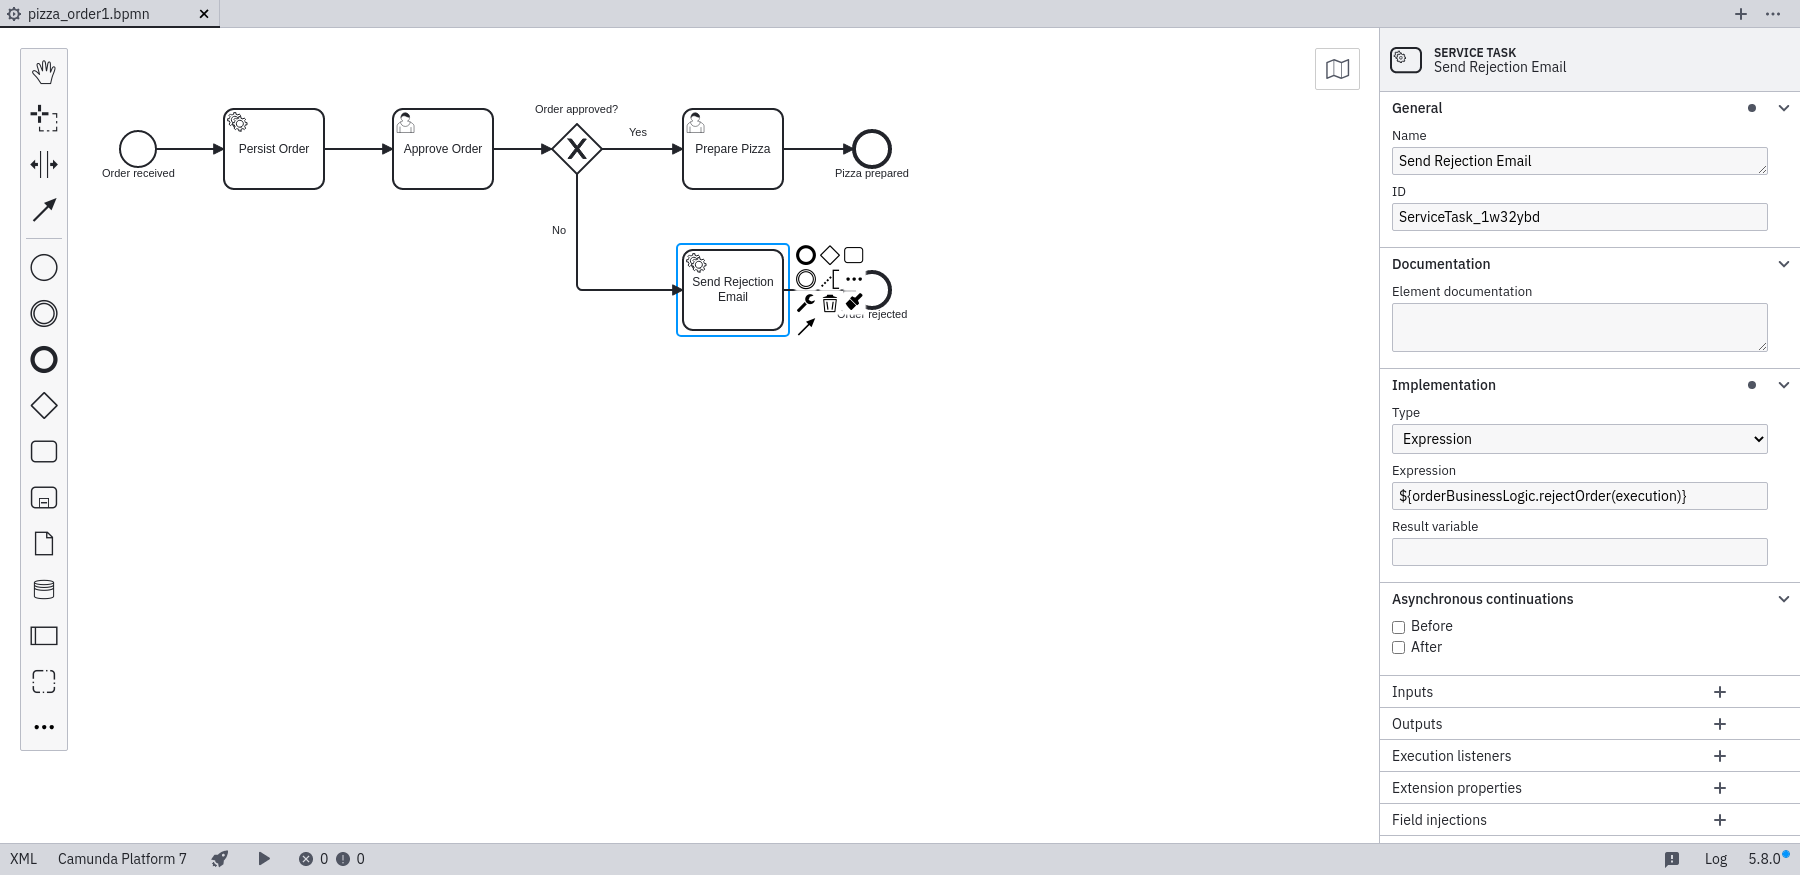 pizza_order1.bpmn
Order received
Persist Order
Approve Order
Order approved?
Yes
Prepare Pizza
Pizza prepared
No
Send Rejection
Email
Order rejected
SERVICE TASK
Send Rejection Email
General
Name
Send Rejection Email
ID
ServiceTask_1w32ybd
Documentation
Element documentation
Implementation
Type
Expression
Expression
${orderBusinessLogic.rejectOrder(execution)}
Result variable
Asynchronous continuations
Before
After
Inputs
Outputs
Execution listeners
Extension properties
Field injections
XML Camunda Platform 7 0 0 Log 5.8.0